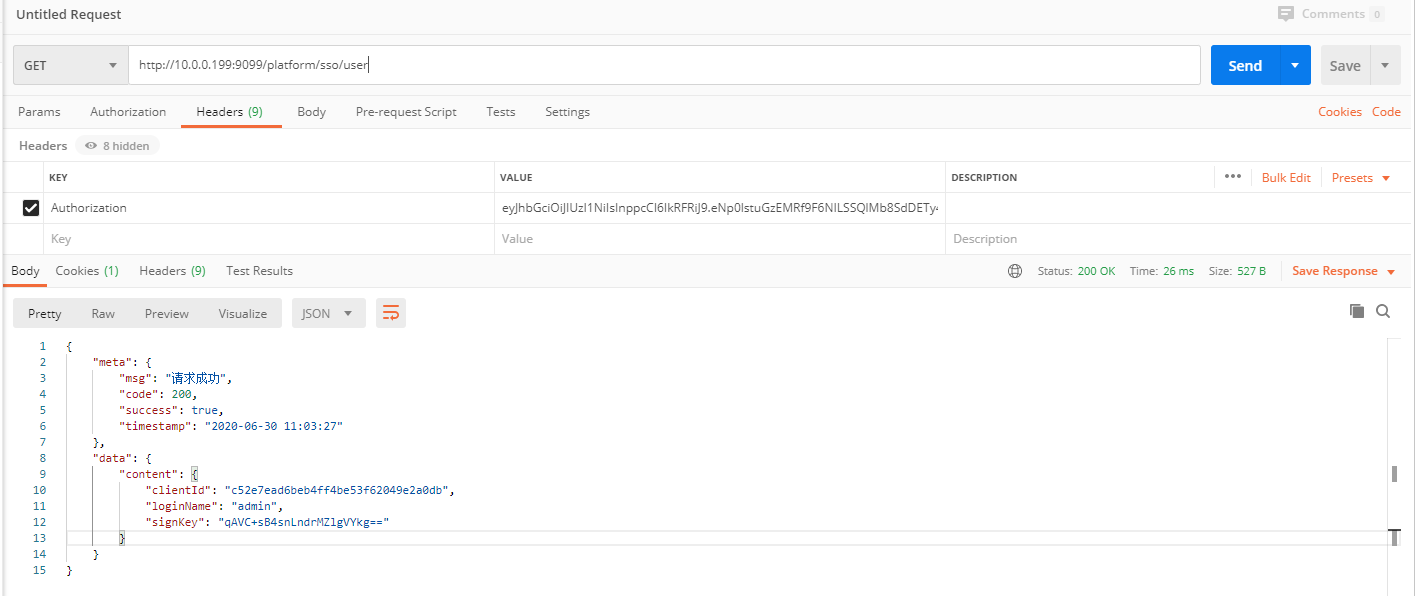 Untitled Request
Comments 0
GET http://10.0.0.199:9099/platform/sso/user Send Save
Params Authorization Headers (9) Body Pre-request Script Tests Settings Cookies Code
Headers 8 hidden
KEY VALUE DESCRIPTION ••• Bulk Edit Presets
Authorization
Key Value Description
Body Cookies (1) Headers (9) Test Results Status: 200 OK Time: 26 ms Size: 527 B Save Response
Pretty Raw Preview Visualize JSON
1 {
2 "meta": {
3 "msg": "请求成功",
4 "code": 200,
5 "success": true,
6 "timestamp": "2020-06-30 11:03:27"
7 },
8 "data": {
9 "content": {
10 "clientId": "c52e7ead6beb4ff4be53f62049e2a0db",
11 "loginName": "admin",
12 "signKey": "qAVC+sB4snLndrMZlgVYkg=="
13 }
14 }
15 }